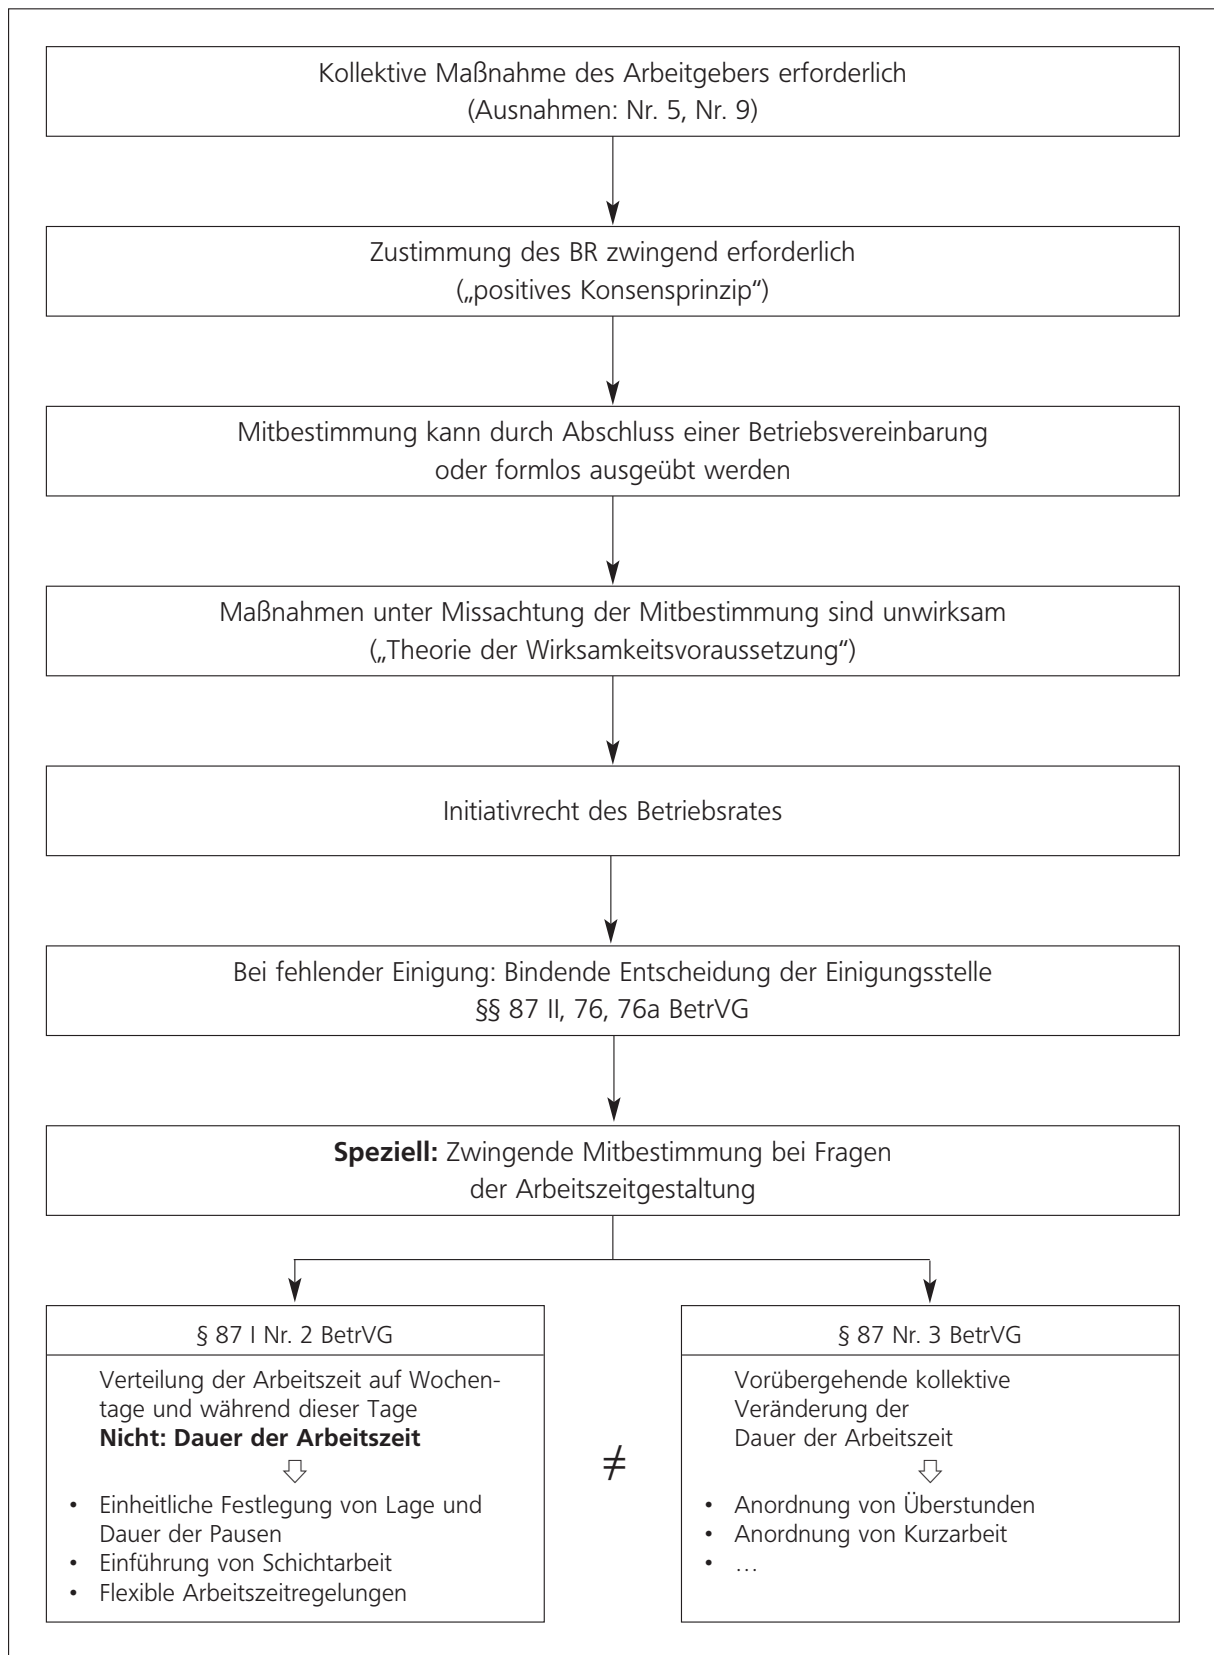 Kollektive Maßnahme des Arbeitgebers erforderlich
(Ausnahmen: Nr. 5, Nr. 9)
Zustimmung des BR zwingend erforderlich
(„positives Konsensprinzip“)
Mitbestimmung kann durch Abschluss einer Betriebsvereinbarung
oder formlos ausgeübt werden
Maßnahmen unter Missachtung der Mitbestimmung sind unwirksam
(„Theorie der Wirksamkeitsvoraussetzung“)
Initiativrecht des Betriebsrates
Bei fehlender Einigung: Bindende Entscheidung der Einigungsstelle
§§ 87 II, 76, 76a BetrVG
Speziell: Zwingende Mitbestimmung bei Fragen
der Arbeitszeitgestaltung
§ 87 I Nr. 2 BetrVG
Verteilung der Arbeitszeit auf Wochen-
tage und während dieser Tage
Nicht: Dauer der Arbeitszeit
• Einheitliche Festlegung von Lage und
Dauer der Pausen
• Einführung von Schichtarbeit
• Flexible Arbeitszeitregelungen
≠
§ 87 Nr. 3 BetrVG
Vorübergehende kollektive
Veränderung der
Dauer der Arbeitszeit
• Anordnung von Überstunden
• Anordnung von Kurzarbeit
• …